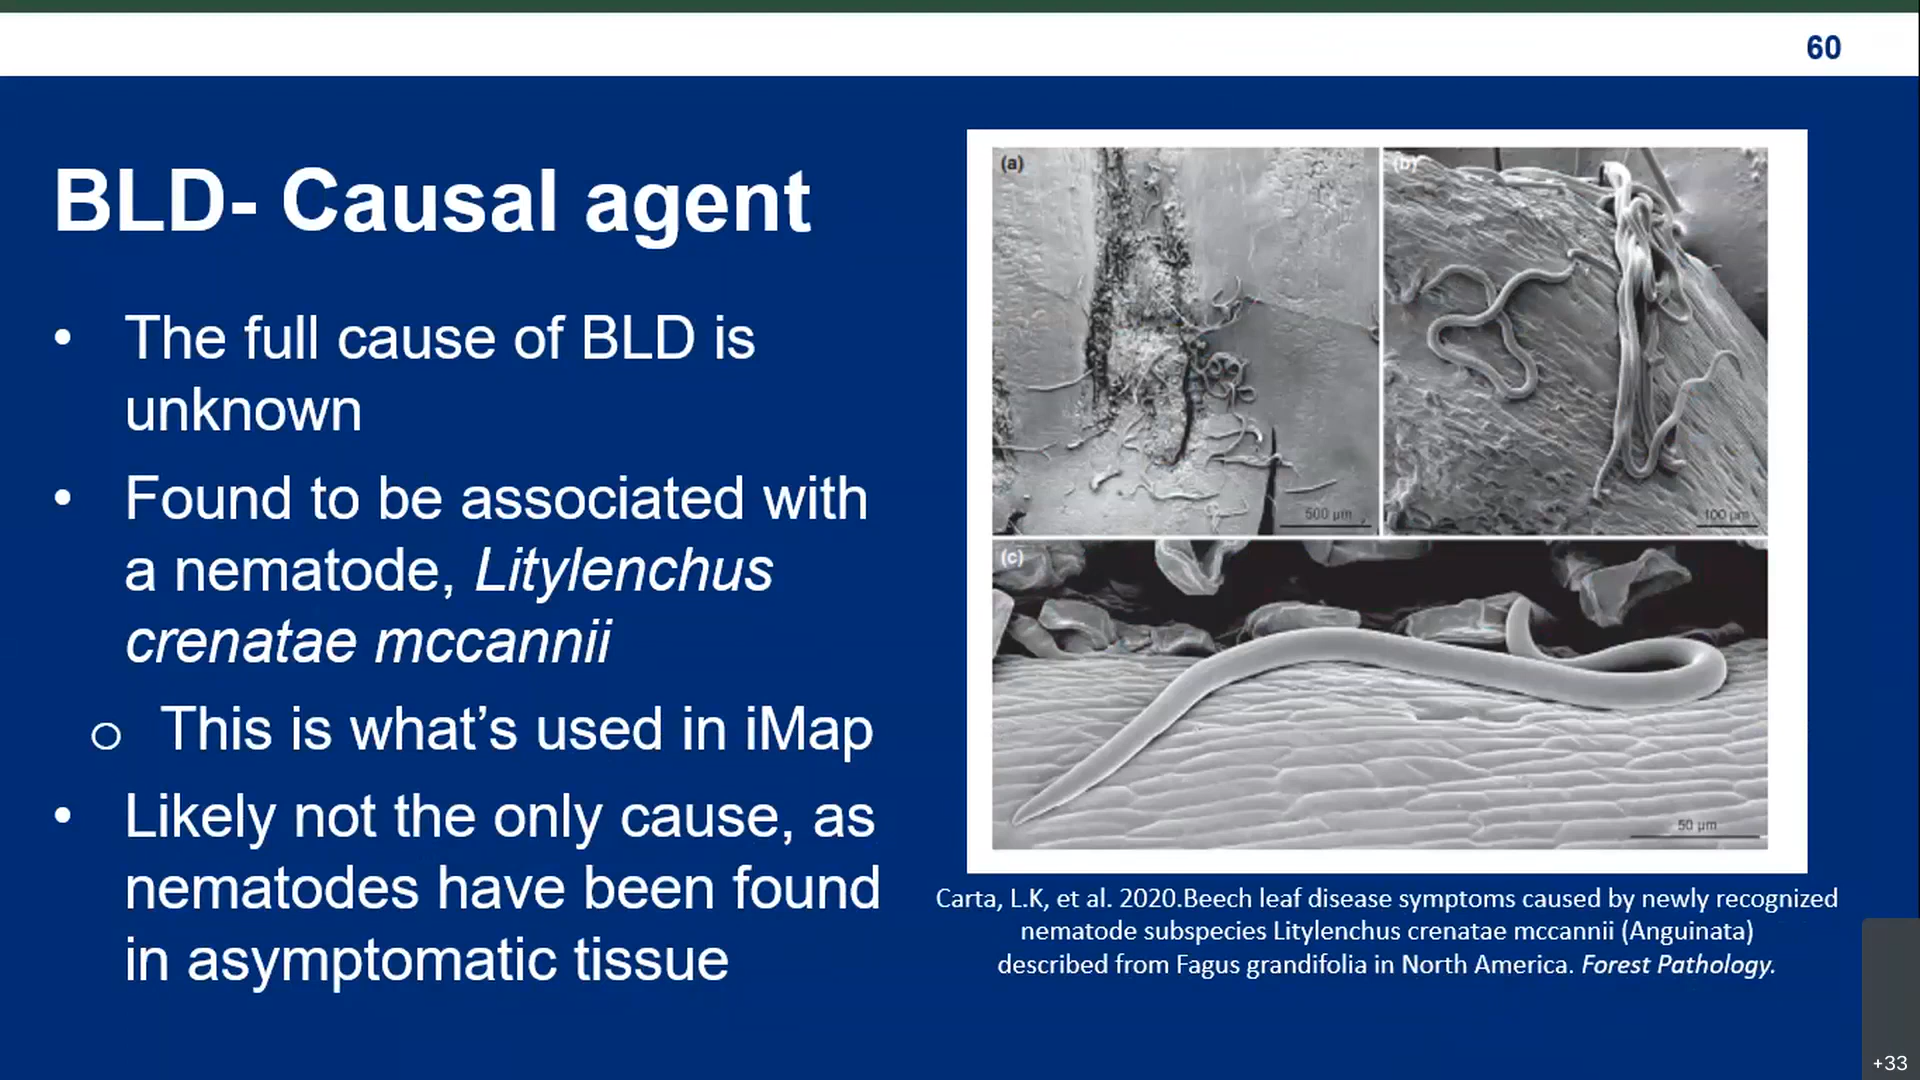 60
BLD- Causal agent
• The full cause of BLD is
unknown
• Found to be associated with
a nematode, Litylenchus
crenatae mccannii
o This is what’s used in iMap
• Likely not the only cause, as
nematodes have been found
in asymptomatic tissue
(a)
(b)
500 µm
100 µm
(c)
50 µm
Carta, L.K, et al. 2020.Beech leaf disease symptoms caused by newly recognized
nematode subspecies Litylenchus crenatae mccannii (Anguinata)
described from Fagus grandifolia in North America. Forest Pathology.
+33